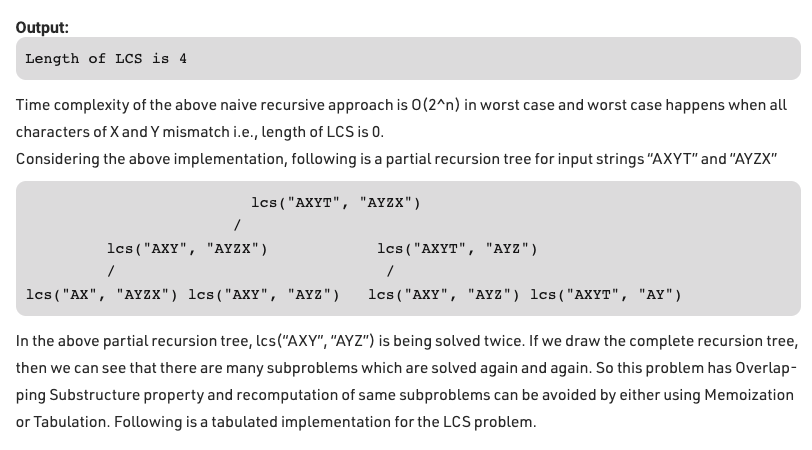 Output:
Length of LCS is 4
Time complexity of the above naive recursive approach is O(2^n) in worst case and worst case happens when all
characters of X and Y mismatch i.e., length of LCS is 0.
Considering the above implementation, following is a partial recursion tree for input strings “AXYT” and “AYZX”
lcs("AXYT", "AYZX")
/
lcs("AXY", "AYZX") lcs("AXYT", "AYZ")
/ /
lcs("AX", "AYZX") lcs("AXY", "AYZ") lcs("AXY", "AYZ") lcs("AXYT", "AY")
In the above partial recursion tree, lcs(“AXY”, “AYZ”) is being solved twice. If we draw the complete recursion tree,
then we can see that there are many subproblems which are solved again and again. So this problem has Overlap-
ping Substructure property and recomputation of same subproblems can be avoided by either using Memoization
or Tabulation. Following is a tabulated implementation for the LCS problem.